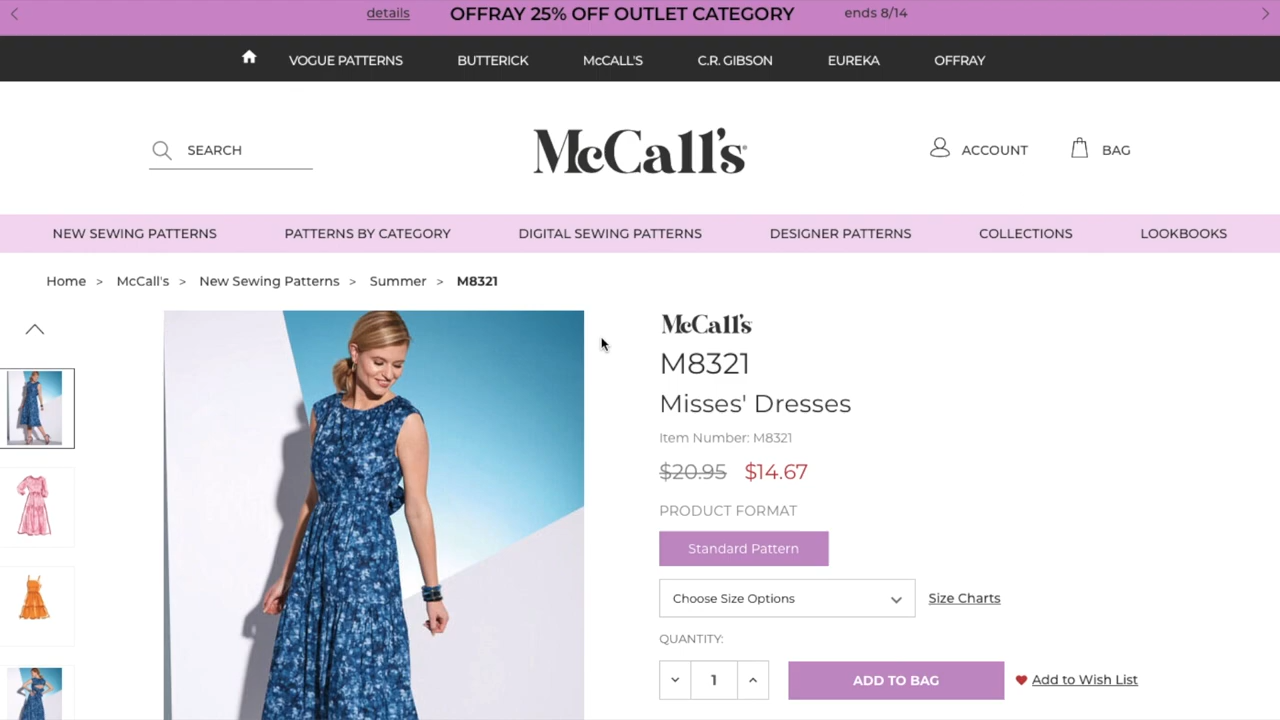 details OFFRAY 25% OFF OUTLET CATEGORY ends 8/14
VOGUE PATTERNS BUTTERICK McCALL'S C.R. GIBSON EUREKA OFFRAY
SEARCH McCall's® ACCOUNT BAG
NEW SEWING PATTERNS PATTERNS BY CATEGORY DIGITAL SEWING PATTERNS DESIGNER PATTERNS COLLECTIONS LOOKBOOKS
Home > McCall's > New Sewing Patterns > Summer > M8321
McCall's
M8321
Misses' Dresses
Item Number: M8321
$20.95 $14.67
PRODUCT FORMAT
Standard Pattern
Choose Size Options Size Charts
QUANTITY:
1 ADD TO BAG Add to Wish List